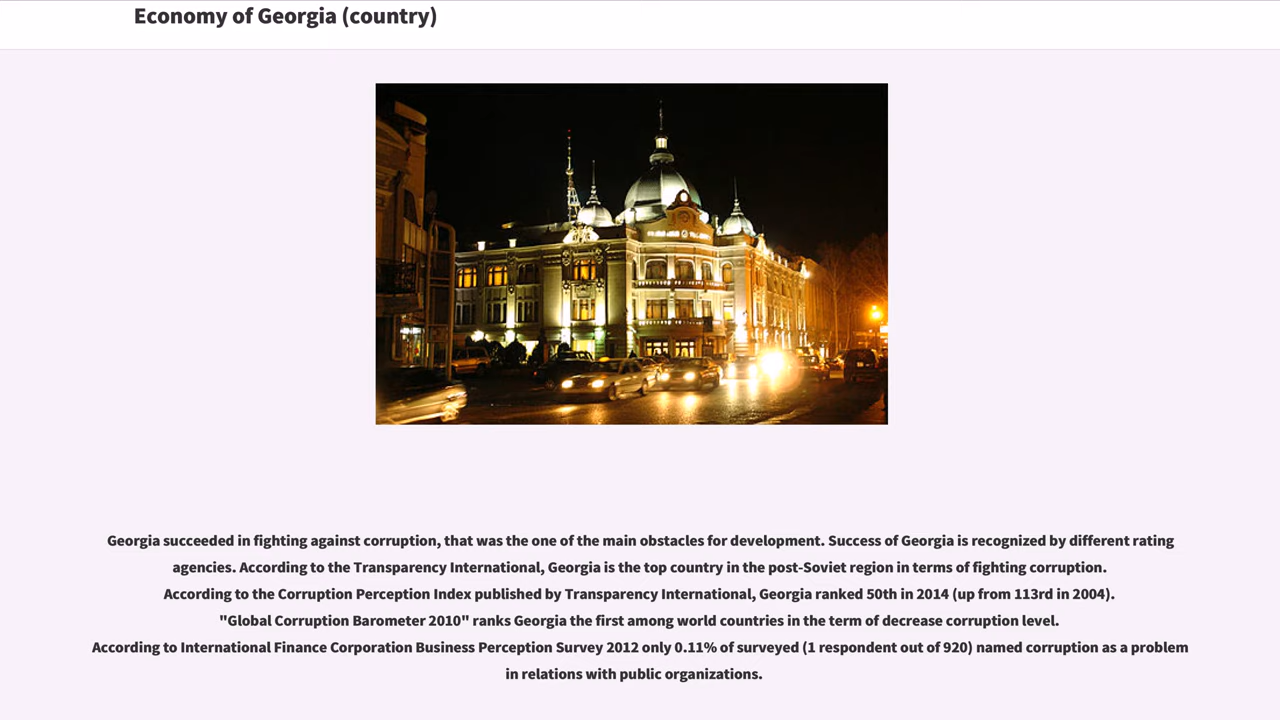 Economy of Georgia (country)
Georgia succeeded in fighting against corruption, that was the one of the main obstacles for development. Success of Georgia is recognized by different rating
agencies. According to the Transparency International, Georgia is the top country in the post-Soviet region in terms of fighting corruption.
According to the Corruption Perception Index published by Transparency International, Georgia ranked 50th in 2014 (up from 113rd in 2004).
"Global Corruption Barometer 2010" ranks Georgia the first among world countries in the term of decrease corruption level.
According to International Finance Corporation Business Perception Survey 2012 only 0.11% of surveyed (1 respondent out of 920) named corruption as a problem
in relations with public organizations.